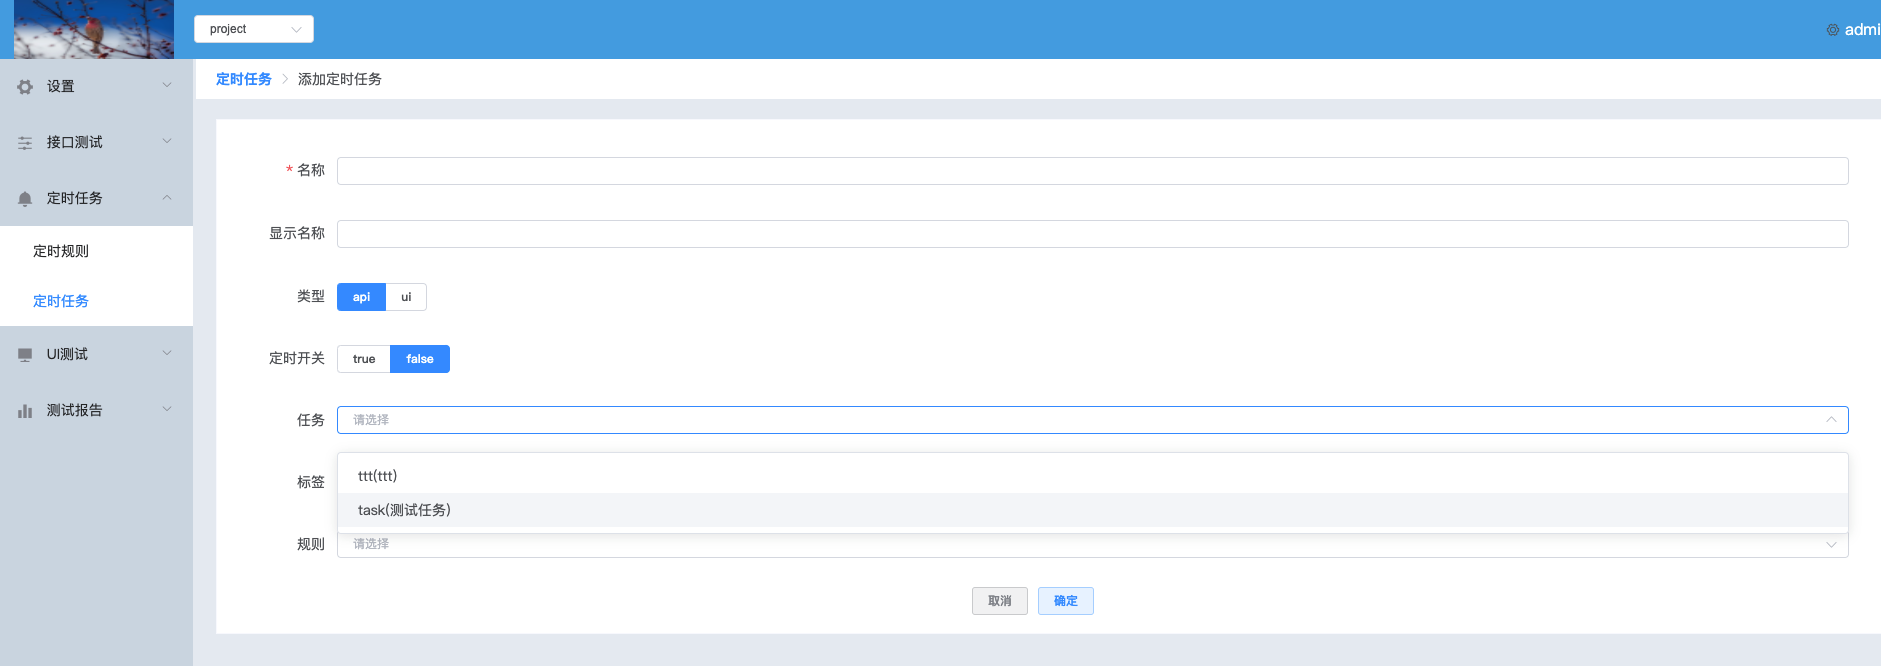 project
admi
设置
接口测试
定时任务
定时规则
定时任务
UI测试
测试报告
定时任务 > 添加定时任务
* 名称
显示名称
类型 api ui
定时开关 true false
任务 请选择
标签
ttt(ttt)
task(测试任务)
规则 请选择
取消 确定